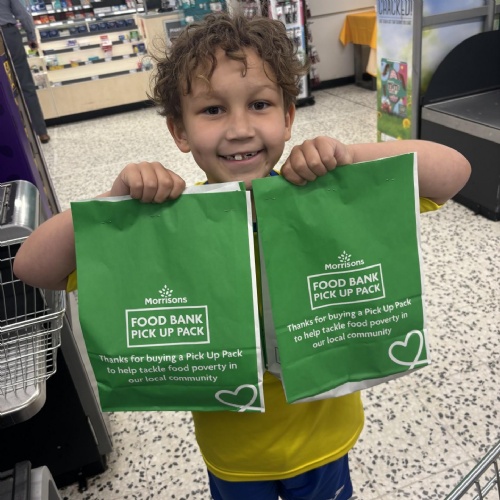 CRACKED!
Morrisons
FOOD BANK
PICK UP PACK
Thanks for buying a Pick Up Pack
to help tackle food poverty in
our local community
Morrisons
FOOD BANK
PICK UP PACK
Thanks for buying a Pick Up Pack
to help tackle food poverty in
our local community